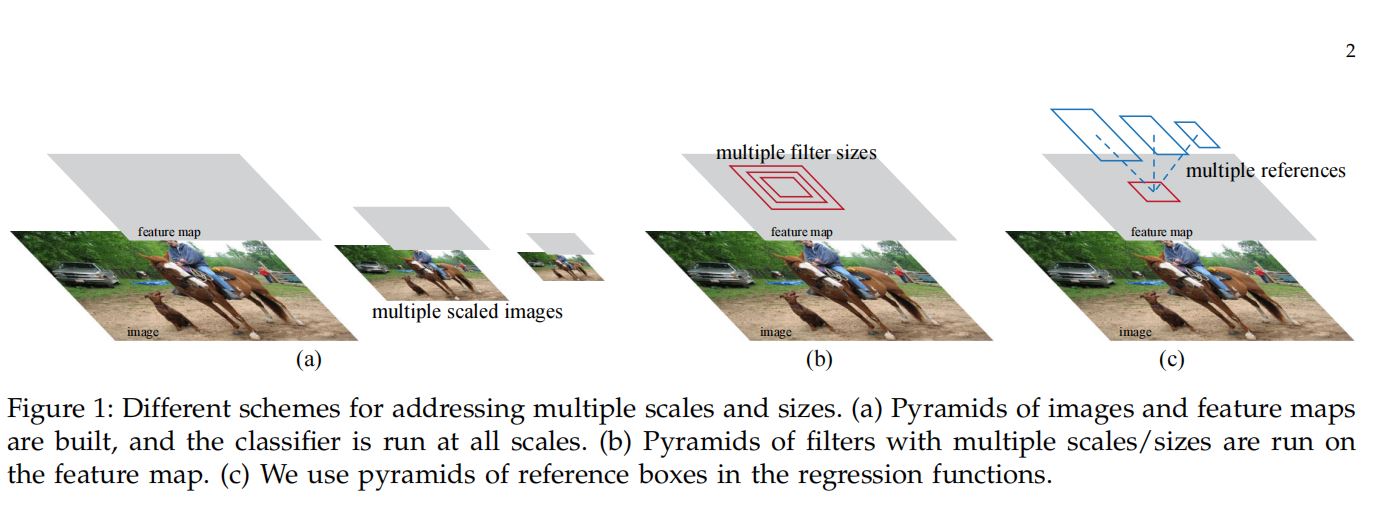 2
multiple filter sizes
multiple references
feature map
feature map
feature map
multiple scaled images
image
image
image
(a)
(b)
(c)
Figure 1: Different schemes for addressing multiple scales and sizes. (a) Pyramids of images and feature maps
are built, and the classifier is run at all scales. (b) Pyramids of filters with multiple scales/sizes are run on
the feature map. (c) We use pyramids of reference boxes in the regression functions.